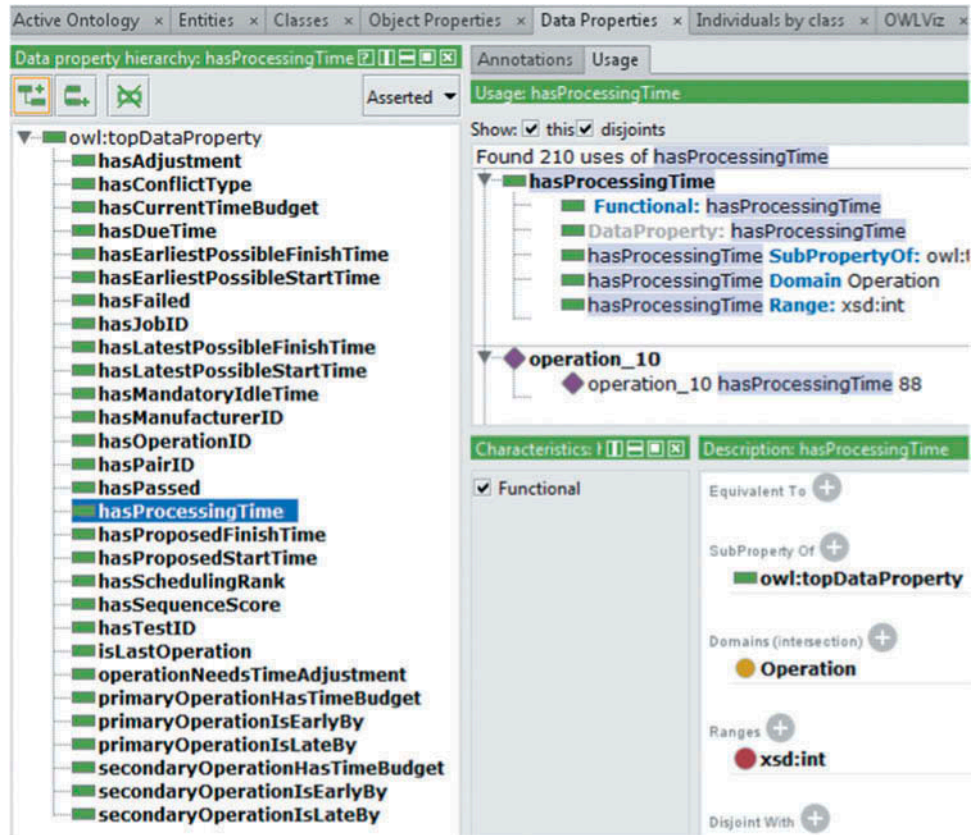 Active Ontology × Entities × Classes × Object Properties × Data Properties × Individuals by class × OWLViz ×
Data property hierarchy: hasProcessingTime
Asserted
owl:topDataProperty
hasAdjustment
hasConflictType
hasCurrentTimeBudget
hasDueTime
hasEarliestPossibleFinishTime
hasEarliestPossibleStartTime
hasFailed
hasJobID
hasLatestPossibleFinishTime
hasLatestPossibleStartTime
hasMandatoryIdleTime
hasManufacturerID
hasOperationID
hasPairID
hasPassed
hasProcessingTime
hasProposedFinishTime
hasProposedStartTime
hasSchedulingRank
hasSequenceScore
hasTestID
isLastOperation
operationNeedsTimeAdjustment
primaryOperationHasTimeBudget
primaryOperationIsEarlyBy
primaryOperationIsLateBy
secondaryOperationHasTimeBudget
secondaryOperationIsEarlyBy
secondaryOperationIsLateBy
Annotations Usage
Usage: hasProcessingTime
Show: this disjoints
Found 210 uses of hasProcessingTime
hasProcessingTime
Functional: hasProcessingTime
DataProperty: hasProcessingTime
hasProcessingTime SubPropertyOf: owl:t
hasProcessingTime Domain Operation
hasProcessingTime Range: xsd:int
operation_10
operation_10 hasProcessingTime 88
Characteristics:
Functional
Description: hasProcessingTime
Equivalent To
SubProperty Of
owl:topDataProperty
Domains (intersection)
Operation
Ranges
xsd:int
Disjoint With